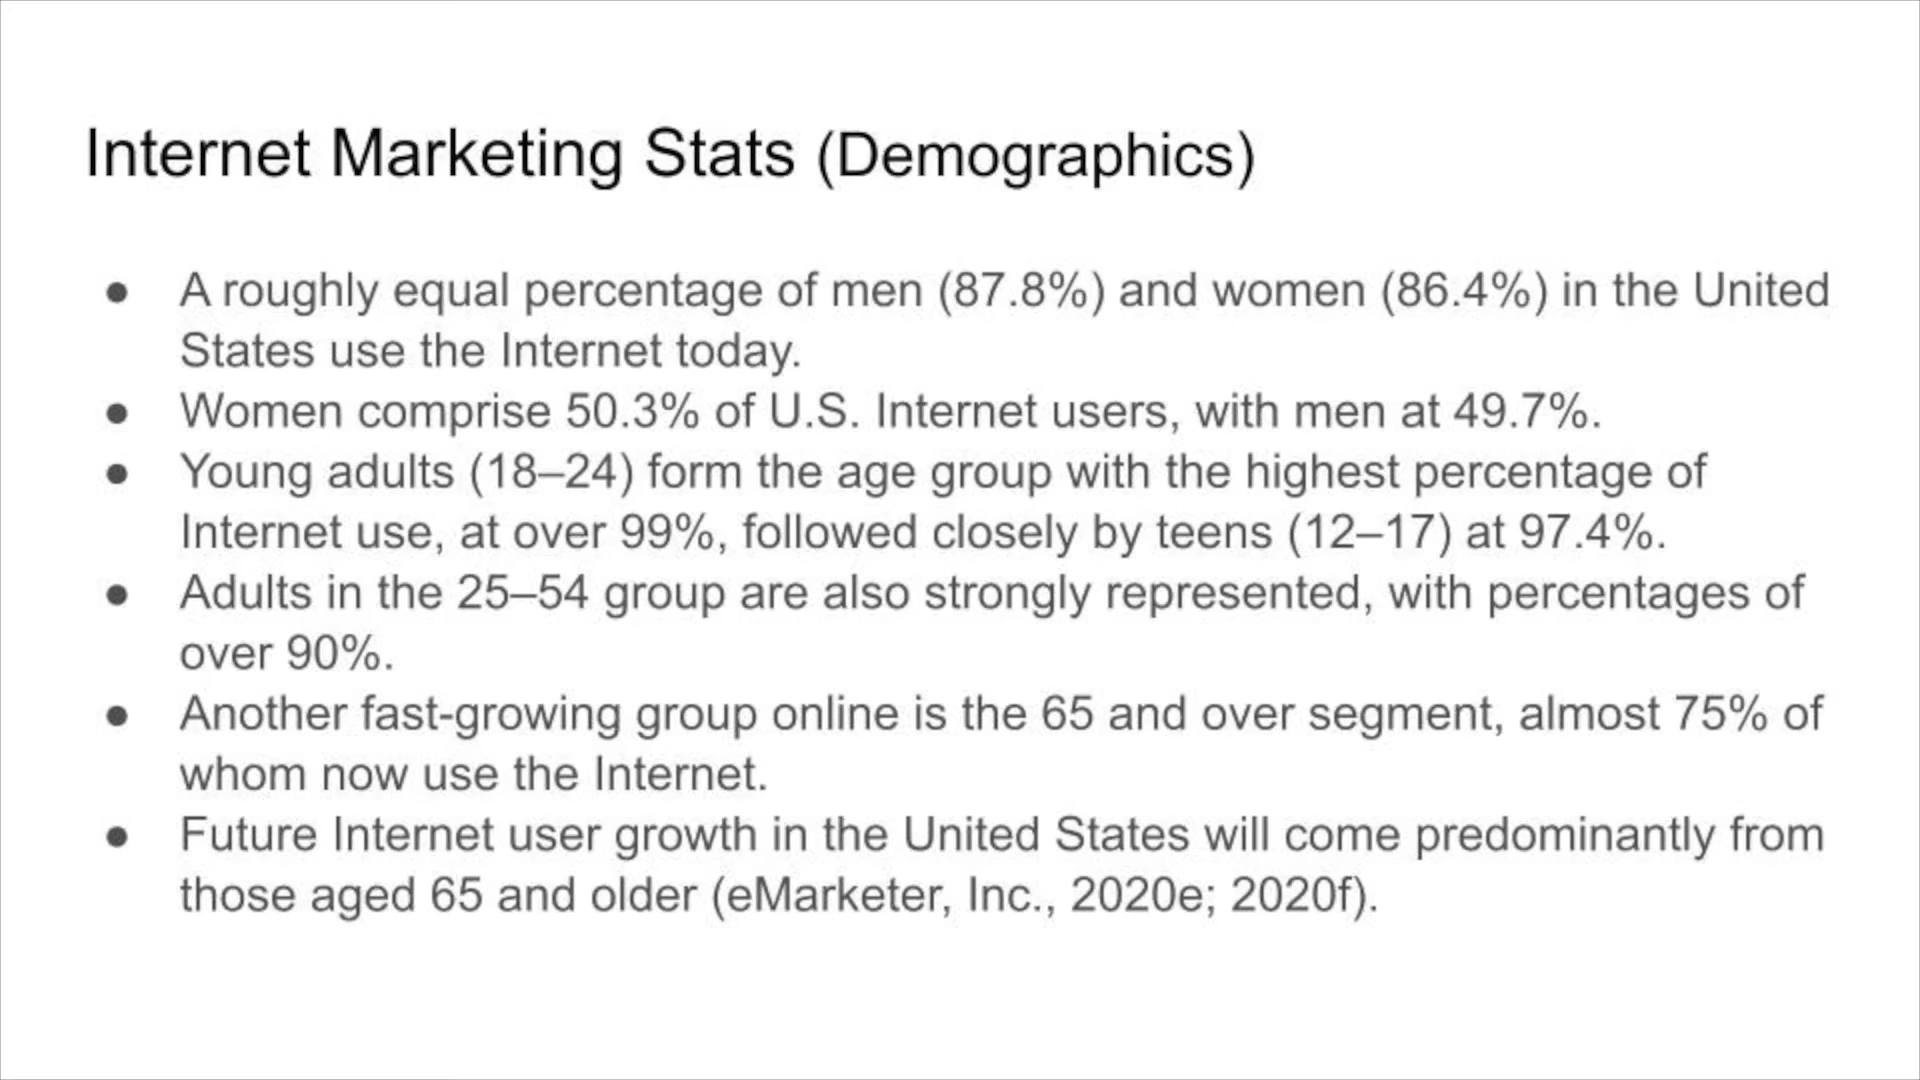 Internet Marketing Stats (Demographics)
● A roughly equal percentage of men (87.8%) and women (86.4%) in the United
States use the Internet today.
● Women comprise 50.3% of U.S. Internet users, with men at 49.7%.
● Young adults (18–24) form the age group with the highest percentage of
Internet use, at over 99%, followed closely by teens (12–17) at 97.4%.
● Adults in the 25–54 group are also strongly represented, with percentages of
over 90%.
● Another fast-growing group online is the 65 and over segment, almost 75% of
whom now use the Internet.
● Future Internet user growth in the United States will come predominantly from
those aged 65 and older (eMarketer, Inc., 2020e; 2020f).